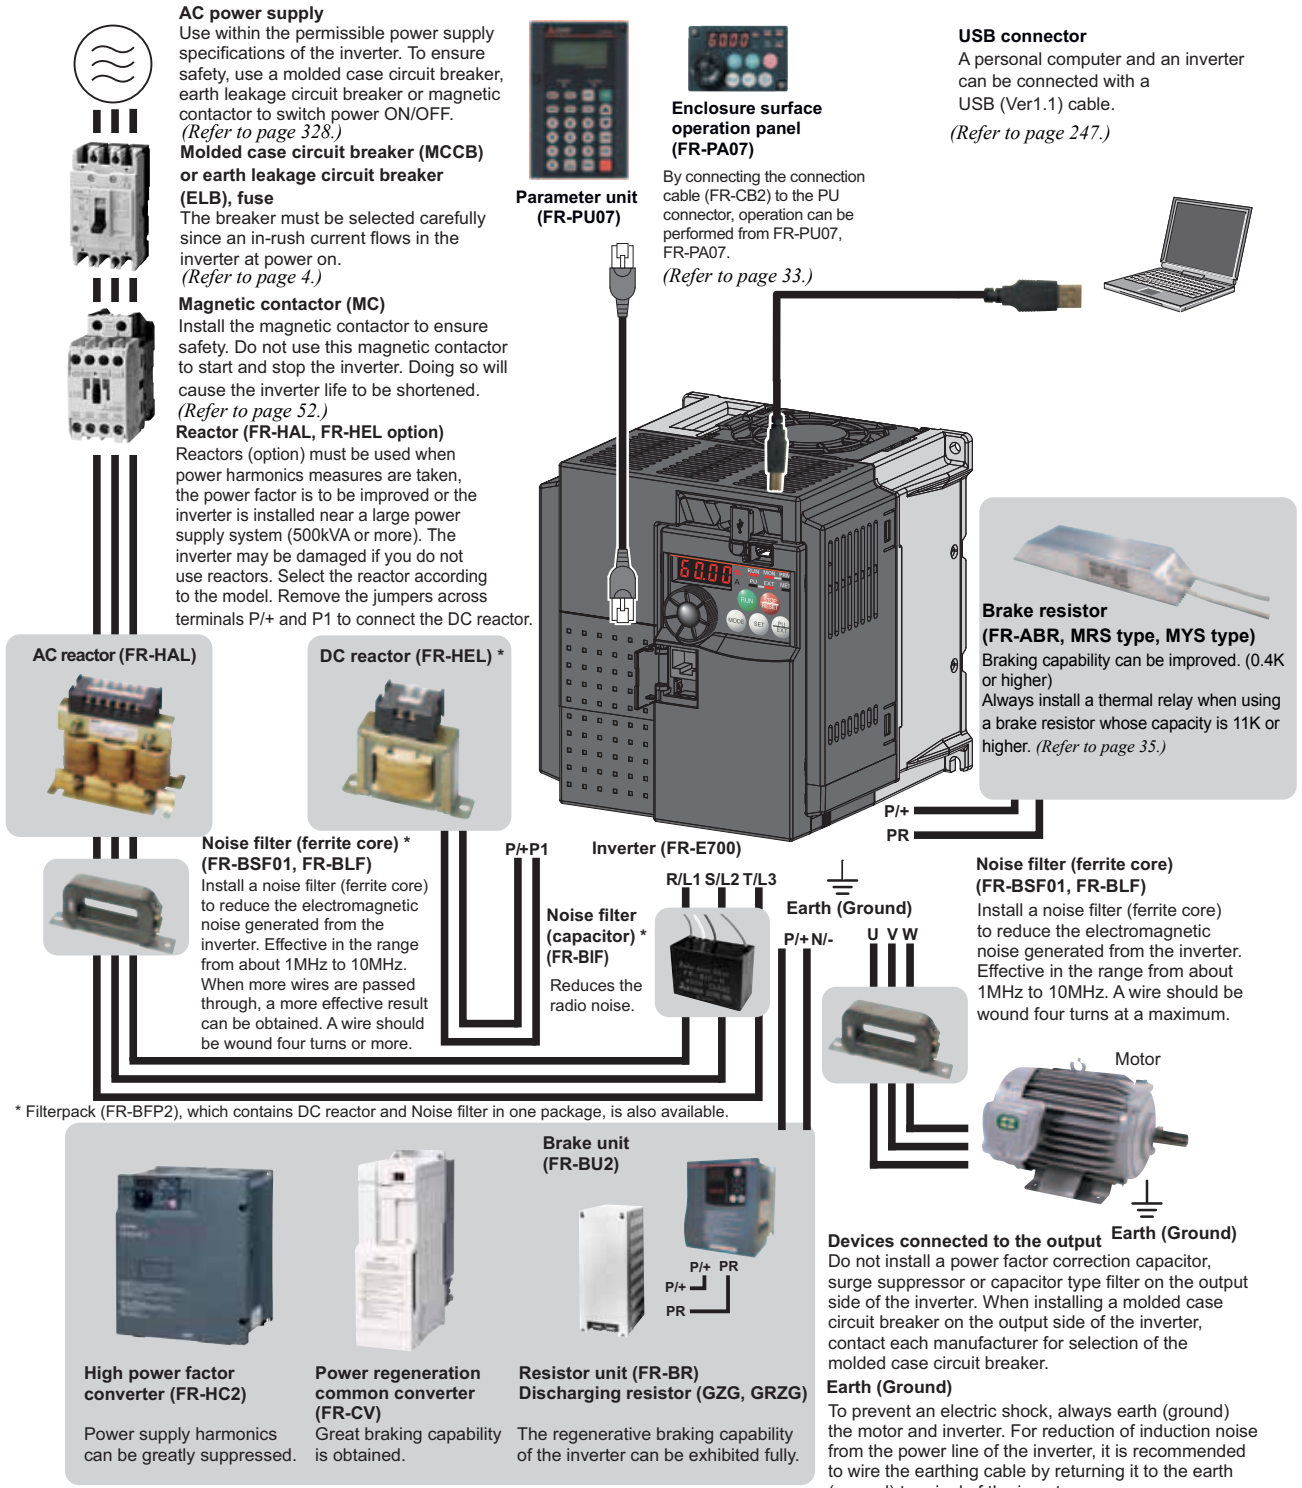 AC power supply
Use within the permissible power supply
specifications of the inverter. To ensure
safety, use a molded case circuit breaker,
earth leakage circuit breaker or magnetic
contactor to switch power ON/OFF.
(Refer to page 328.)
Molded case circuit breaker (MCCB)
or earth leakage circuit breaker
(ELB), fuse
The breaker must be selected carefully
since an in-rush current flows in the
inverter at power on.
(Refer to page 4.)
Magnetic contactor (MC)
Install the magnetic contactor to ensure
safety. Do not use this magnetic contactor
to start and stop the inverter. Doing so will
cause the inverter life to be shortened.
(Refer to page 52.)
Reactor (FR-HAL, FR-HEL option)
Reactors (option) must be used when
power harmonics measures are taken,
the power factor is to be improved or the
inverter is installed near a large power
supply system (500kVA or more). The
inverter may be damaged if you do not
use reactors. Select the reactor according
to the model. Remove the jumpers across
terminals P/+ and P1 to connect the DC reactor.
Parameter unit
(FR-PU07)
Enclosure surface
operation panel
(FR-PA07)
By connecting the connection
cable (FR-CB2) to the PU
connector, operation can be
performed from FR-PU07,
FR-PA07.
(Refer to page 33.)
USB connector
A personal computer and an inverter
can be connected with a
USB (Ver1.1) cable.
(Refer to page 247.)
60.00
RUN MON
PU EXT
A
RUN
STOP
RESET
MODE
SET
PU
EXT
Brake resistor
(FR-ABR, MRS type, MYS type)
Braking capability can be improved. (0.4K
or higher)
Always install a thermal relay when using
a brake resistor whose capacity is 11K or
higher. (Refer to page 35.)
P/+
PR
AC reactor (FR-HAL)
DC reactor (FR-HEL) *
Noise filter (ferrite core) *
(FR-BSF01, FR-BLF)
Install a noise filter (ferrite core)
to reduce the electromagnetic
noise generated from the
inverter. Effective in the range
from about 1MHz to 10MHz.
When more wires are passed
through, a more effective result
can be obtained. A wire should
be wound four turns or more.
P/+ P1
Inverter (FR-E700)
R/L1 S/L2 T/L3
Noise filter
(capacitor) *
(FR-BIF)
Reduces the
radio noise.
Earth (Ground)
P/+ N/-
U V W
Noise filter (ferrite core)
(FR-BSF01, FR-BLF)
Install a noise filter (ferrite core)
to reduce the electromagnetic
noise generated from the inverter.
Effective in the range from about
1MHz to 10MHz. A wire should be
wound four turns at a maximum.
Motor
Earth (Ground)
* Filterpack (FR-BFP2), which contains DC reactor and Noise filter in one package, is also available.
Brake unit
(FR-BU2)
P/+ PR
P/+
PR
High power factor
converter (FR-HC2)
Power supply harmonics
can be greatly suppressed.
Power regeneration
common converter
(FR-CV)
Great braking capability
is obtained.
Resistor unit (FR-BR)
Discharging resistor (GZG, GRZG)
The regenerative braking capability
of the inverter can be exhibited fully.
Devices connected to the output
Do not install a power factor correction capacitor,
surge suppressor or capacitor type filter on the output
side of the inverter. When installing a molded case
circuit breaker on the output side of the inverter,
contact each manufacturer for selection of the
molded case circuit breaker.
Earth (Ground)
To prevent an electric shock, always earth (ground)
the motor and inverter. For reduction of induction noise
from the power line of the inverter, it is recommended
to wire the earthing cable by returning it to the earth